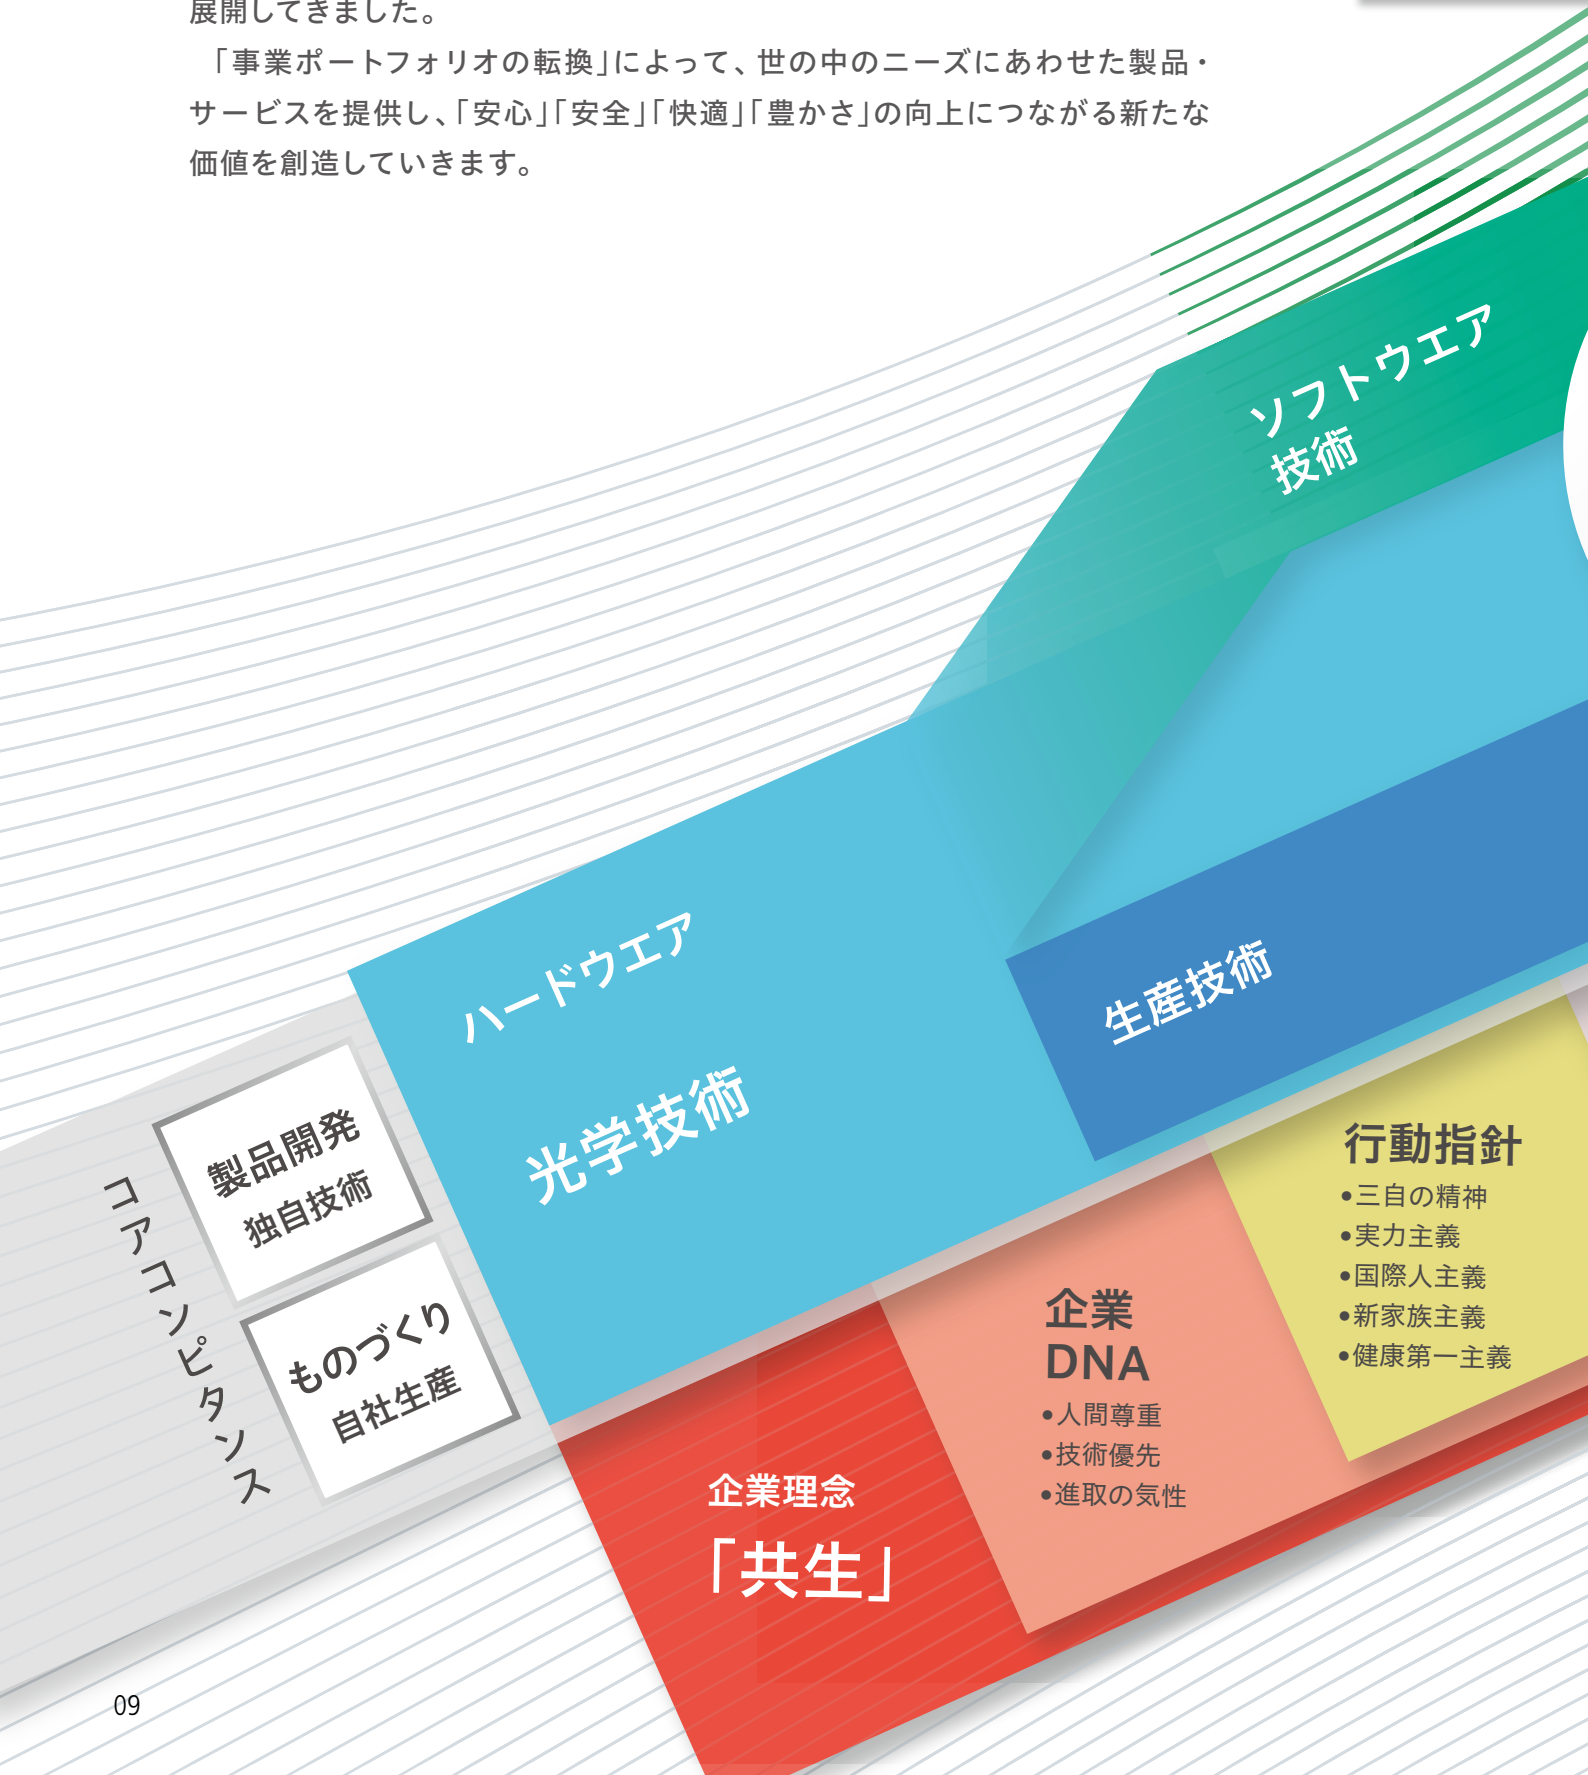 展開してきました。
「事業ポートフォリオの転換」によって、世の中のニーズにあわせた製品・
サービスを提供し、「安心」「安全」「快適」「豊かさ」の向上につながる新たな
価値を創造していきます。
ソフトウエア
技術
ハードウエア
光学技術
生産技術
コアコンピタンス
製品開発
独自技術
ものづくり
自社生産
行動指針
•三自の精神
•実力主義
•国際人主義
•新家族主義
•健康第一主義
企業
DNA
•人間尊重
•技術優先
•進取の気性
企業理念
「共生」
09